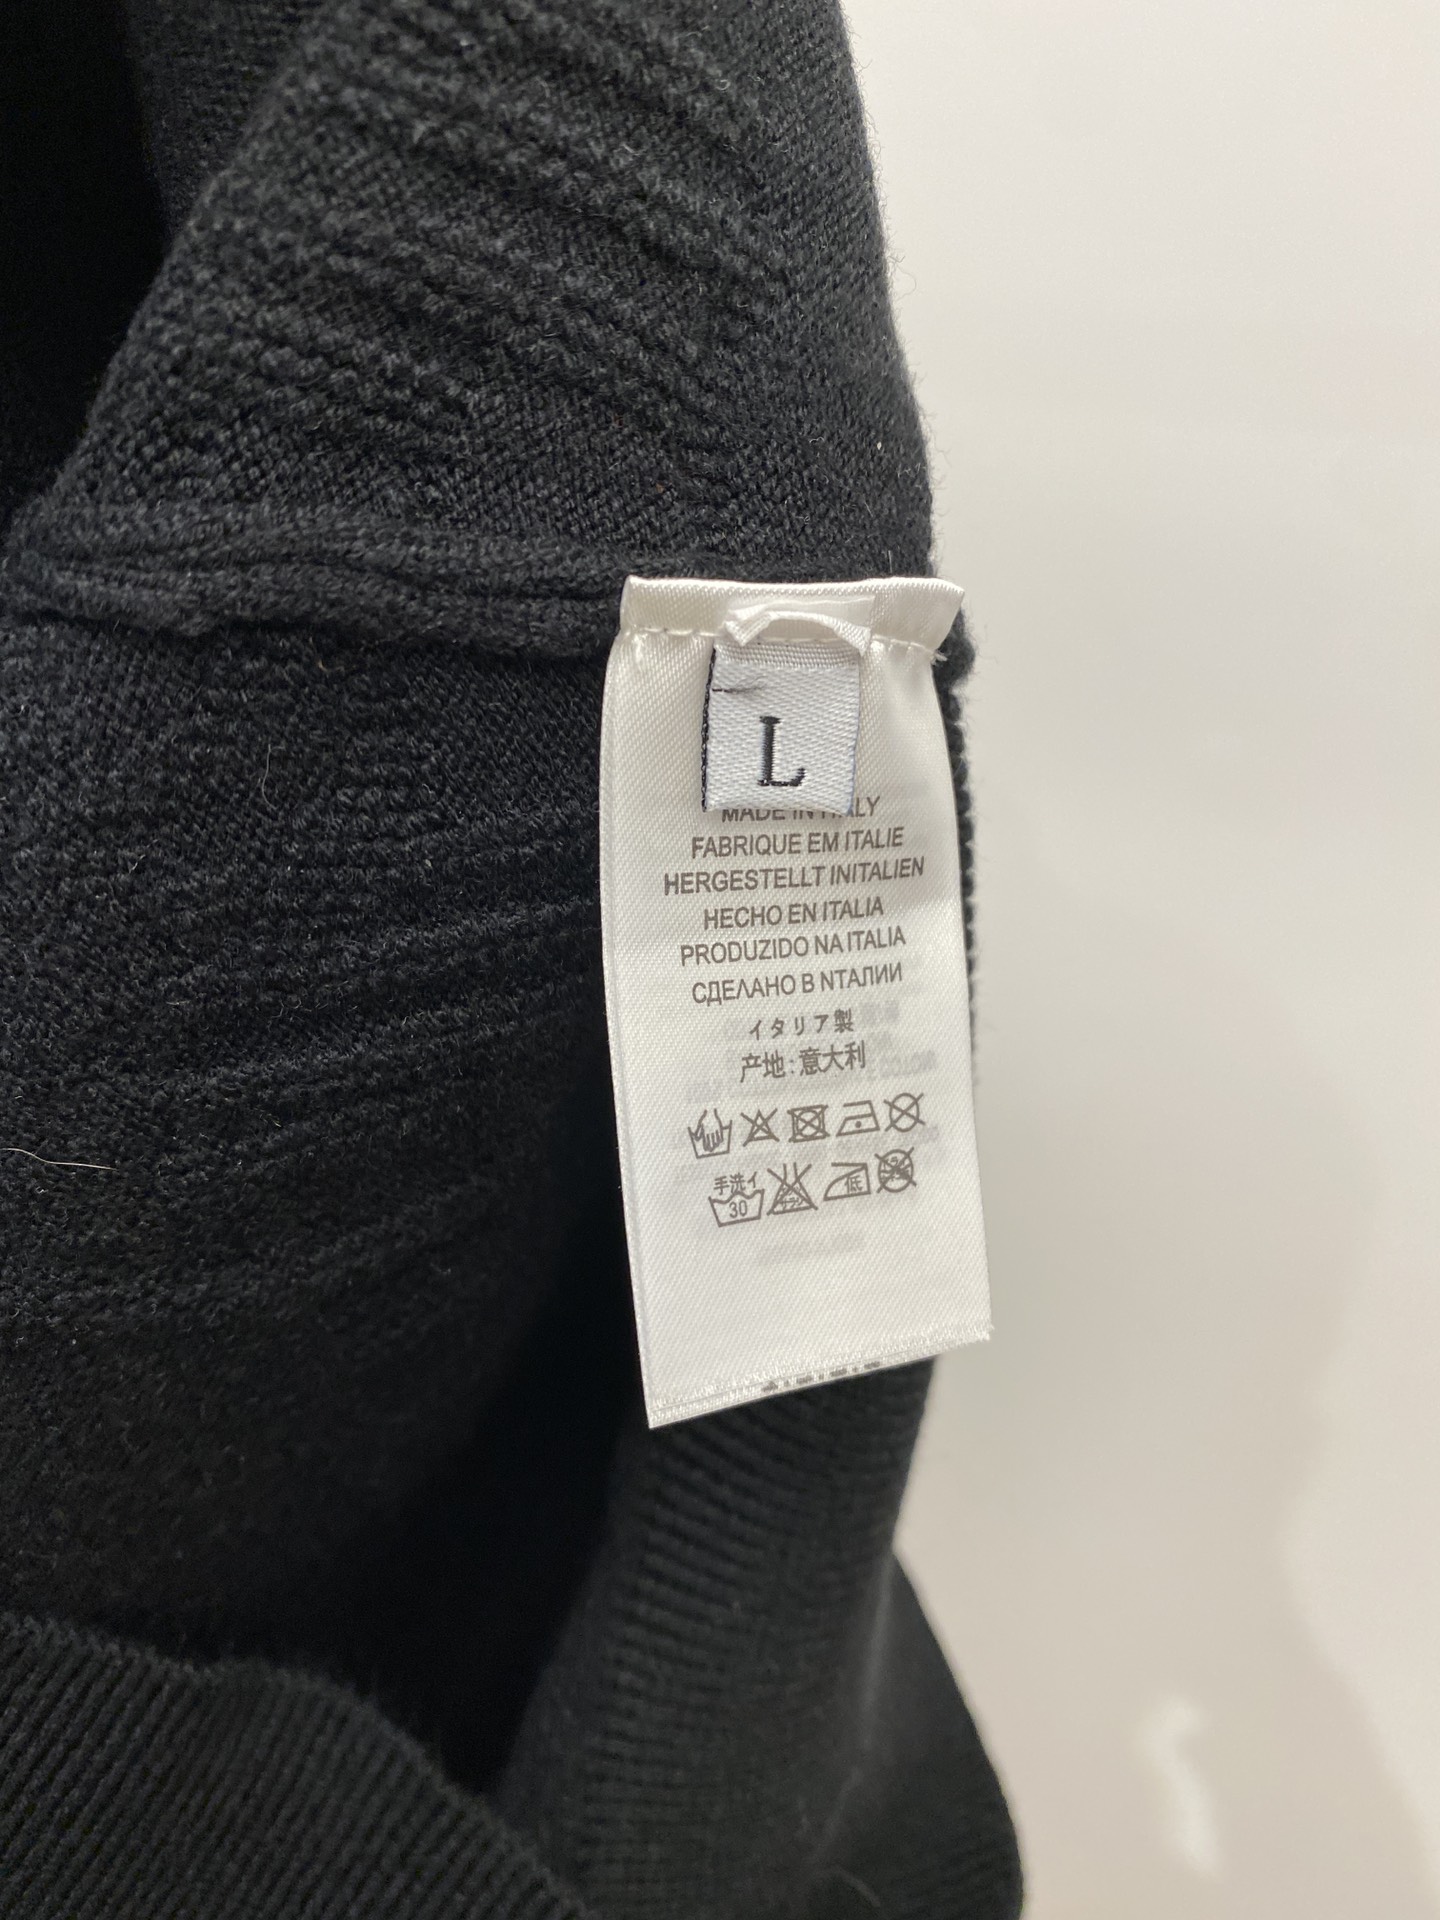 L
MADE IN ITALY
FABRIQUE EM ITALIE
HERGESTELLT INITALIEN
HECHO EN ITALIA
PRODUZIDO NA ITALIA
СДЕЛАНО В NТАЛИИ
イタリア製
产地:意大利
手洗イ
30
低